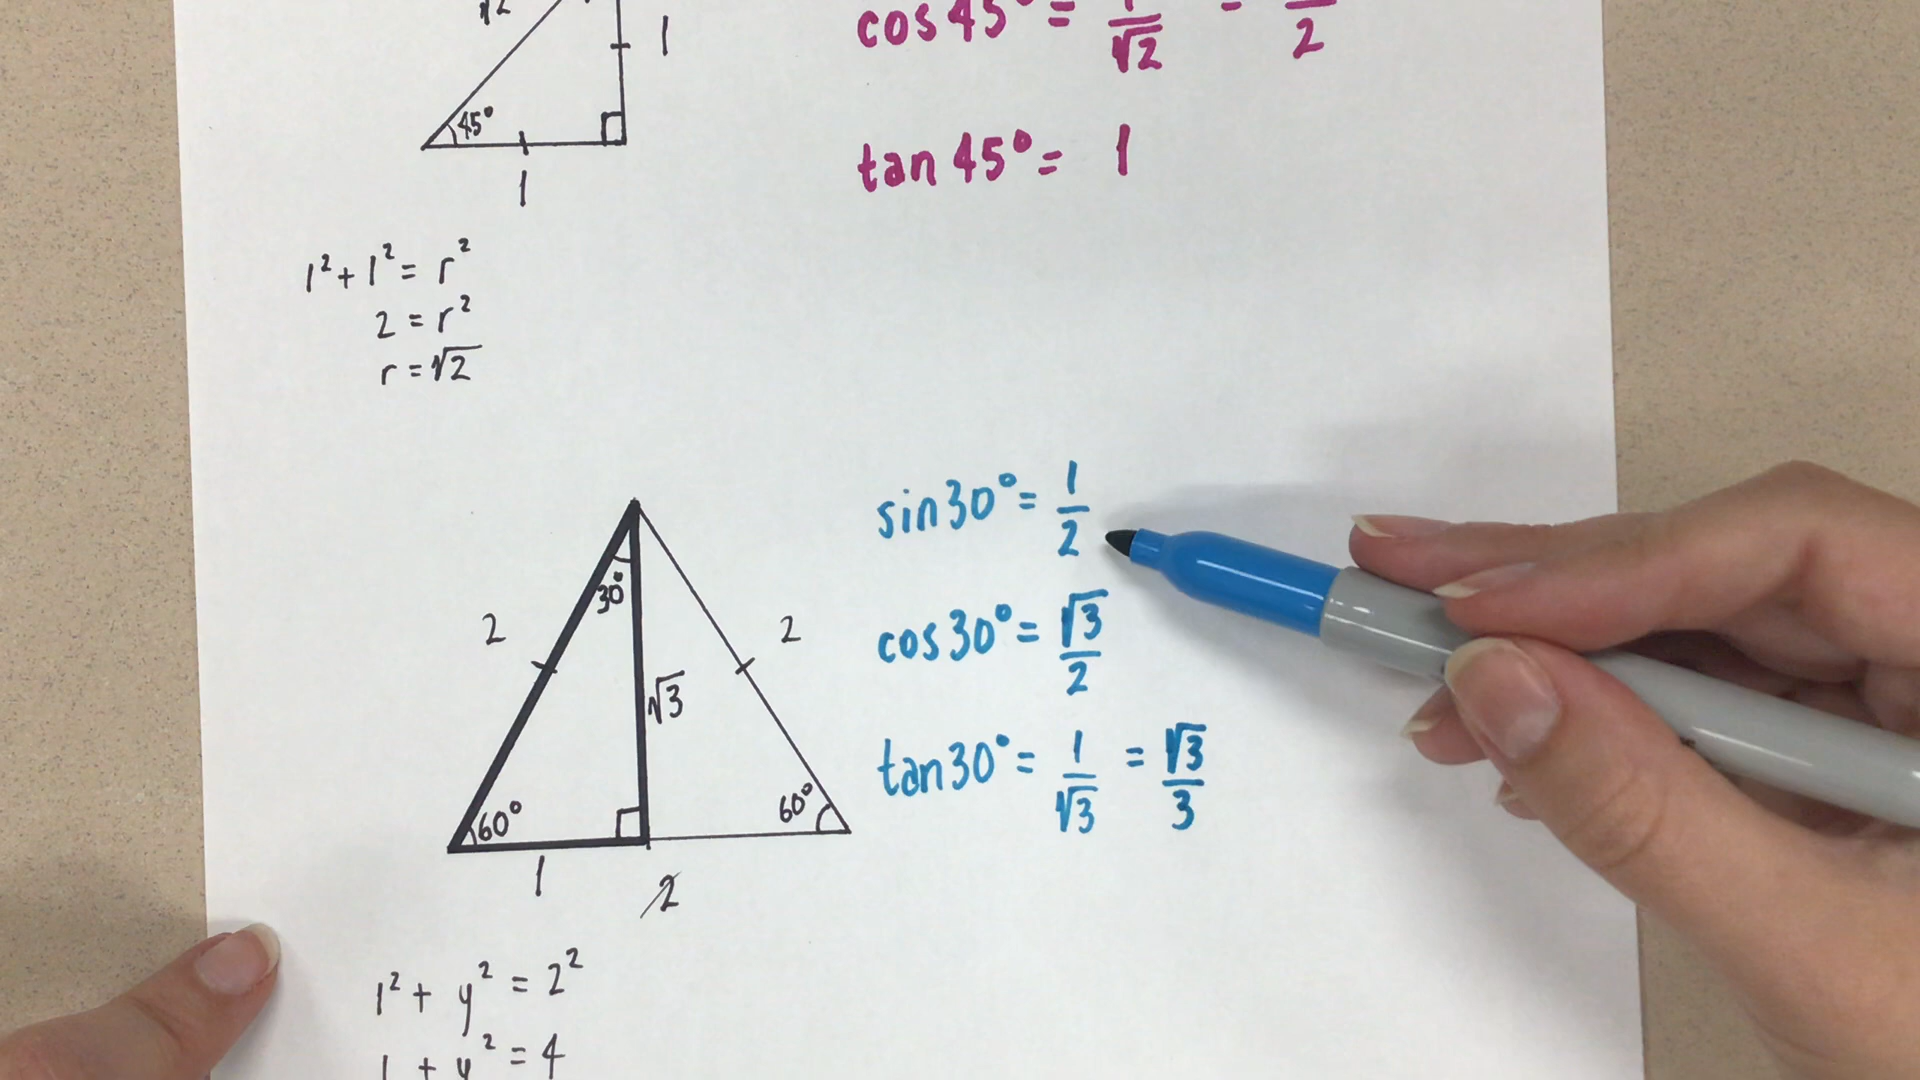 √2
1
cos 45° = 1/√2 = /2
45°
tan 45° = 1
1
1² + 1² = r²
2 = r²
r = √2
sin 30° = 1/2
30°
2
2
cos 30° = √3/2
√3
tan 30° = 1/√3 = √3/3
60°
60°
1
2
1² + y² = 2²
1 + y² = 4